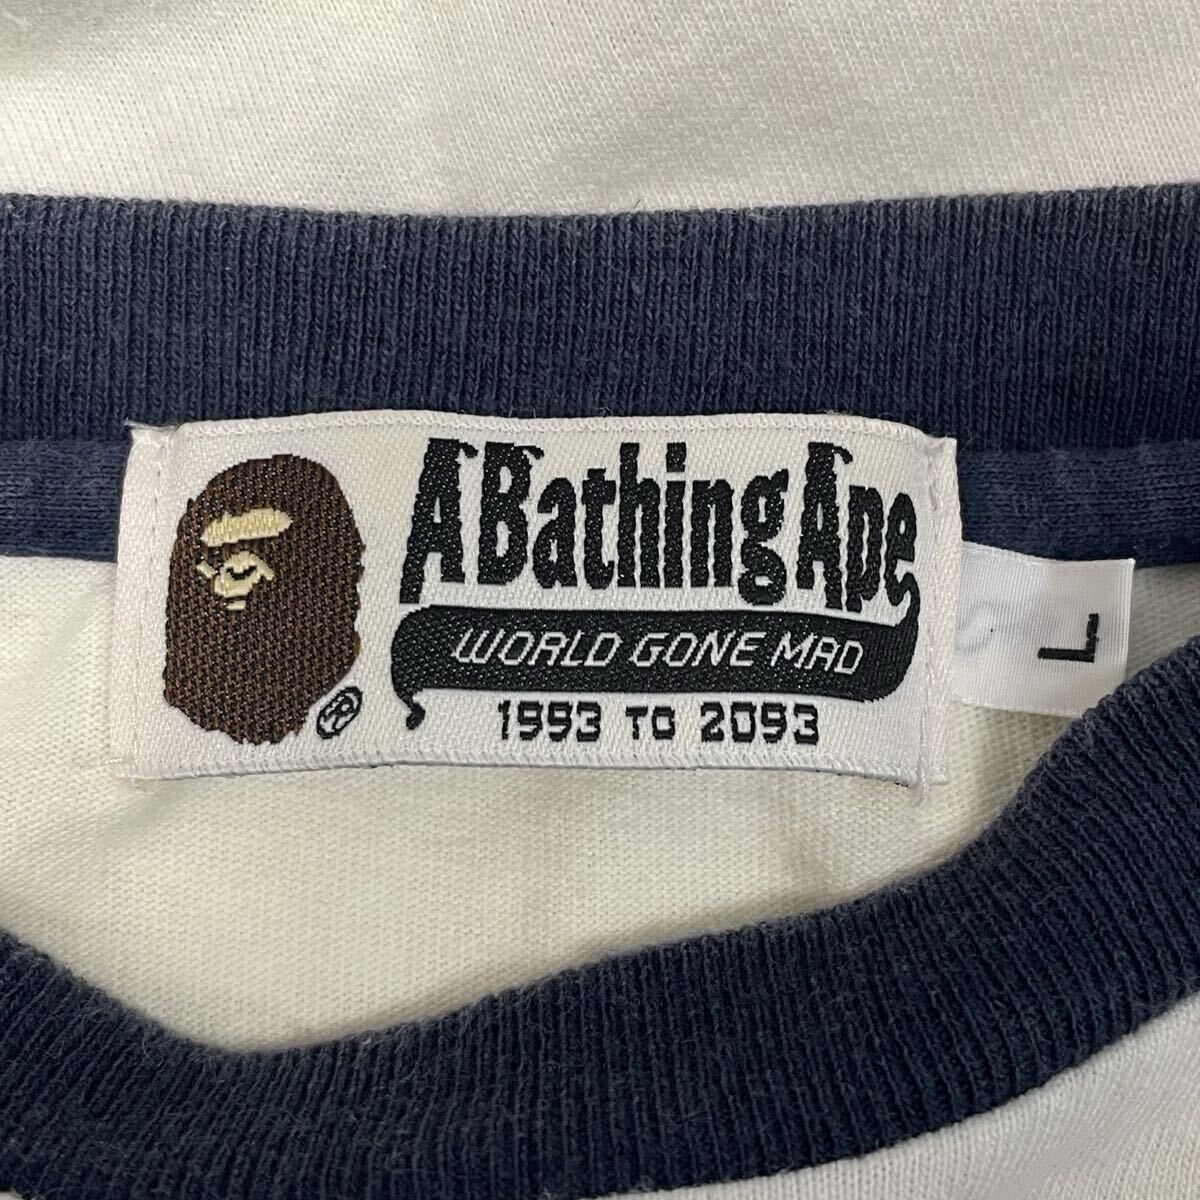 A Bathing Ape
WORLD GONE MAD
1993 TO 2093
®
L